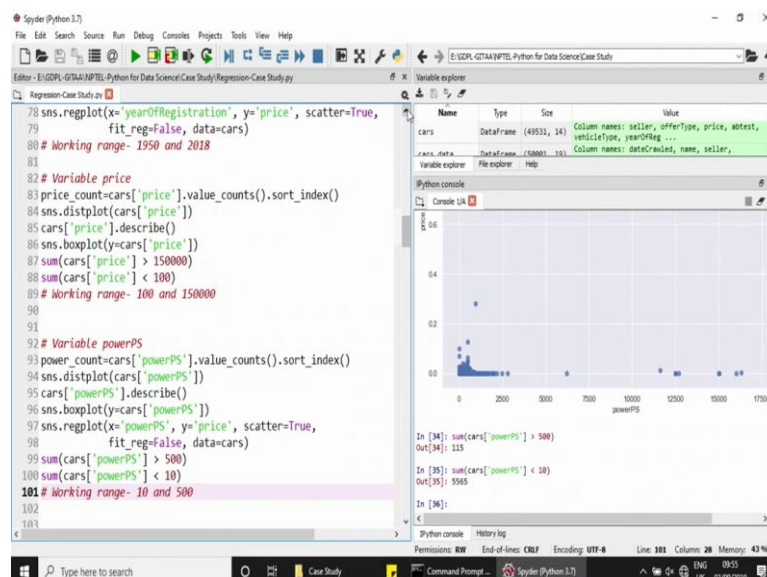 Spyder (Python 3.7)
File Edit Search Source Run Debug Consoles Projects Tools View Help
E:\GDPL-GITAA\NPTEL-Python for Data Science\Case Study
Editor - E:\GDPL-GITAA\NPTEL-Python for Data Science\Case Study\Regression-Case Study.py
Regression-Case Study.py
78 sns.regplot(x='yearOfRegistration', y='price', scatter=True,
79 fit_reg=False, data=cars)
80 # Working range- 1950 and 2018
81
82 # Variable price
83 price_count=cars['price'].value_counts().sort_index()
84 sns.distplot(cars['price'])
85 cars['price'].describe()
86 sns.boxplot(y=cars['price'])
87 sum(cars['price'] > 150000)
88 sum(cars['price'] < 100)
89 # Working range- 100 and 150000
90
91
92 # Variable powerPS
93 power_count=cars['powerPS'].value_counts().sort_index()
94 sns.distplot(cars['powerPS'])
95 cars['powerPS'].describe()
96 sns.boxplot(y=cars['powerPS'])
97 sns.regplot(x='powerPS', y='price', scatter=True,
98 fit_reg=False, data=cars)
99 sum(cars['powerPS'] > 500)
100 sum(cars['powerPS'] < 10)
101 # Working range- 10 and 500
102
103
Variable explorer
Name Type Size Value
cars DataFrame (49531, 14) Column names: seller, offerType, price, abtest,
vehicleType, yearOfReg ...
cars_data DataFrame (50001, 19) Column names: dateCrawled, name, seller,
Variable explorer File explorer Help
IPython console
Console 1/A
price
0.6
0.4
0.2
0.0
0 2500 5000 7500 10000 12500 15000 1750
powerPS
In [34]: sum(cars['powerPS'] > 500)
Out[34]: 115
In [35]: sum(cars['powerPS'] < 10)
Out[35]: 5565
In [36]:
IPython console History log
Permissions: RW End-of-lines: CRLF Encoding: UTF-8 Line: 101 Column: 28 Memory: 43 %
Type here to search Case Study Command Prompt ... Spyder (Python 3.7) ENG 09:55